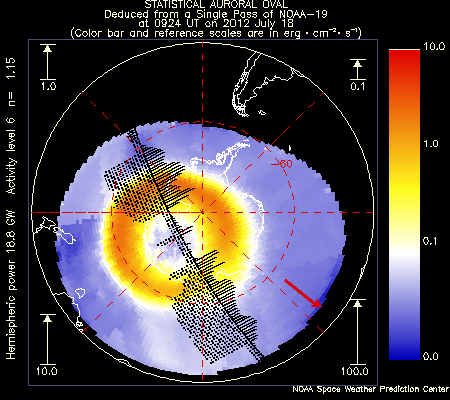 STATISTICAL AURORAL OVAL
Deduced from a Single Pass of NOAA-19
at 0924 UT on 2012 July 18
(Color bar and reference scales are in erg·cm⁻²·s⁻¹)
1.0
0.1
10.0
1.0
0.1
0.0
-60
10.0
100.0
Hemispheric power 18.8 GW Activity level 6 n= 1.15
NOAA Space Weather Prediction Center